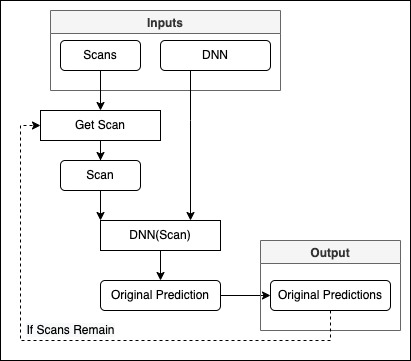 Inputs
Scans
DNN
Get Scan
Scan
DNN(Scan)
Output
Original Prediction
Original Predictions
If Scans Remain